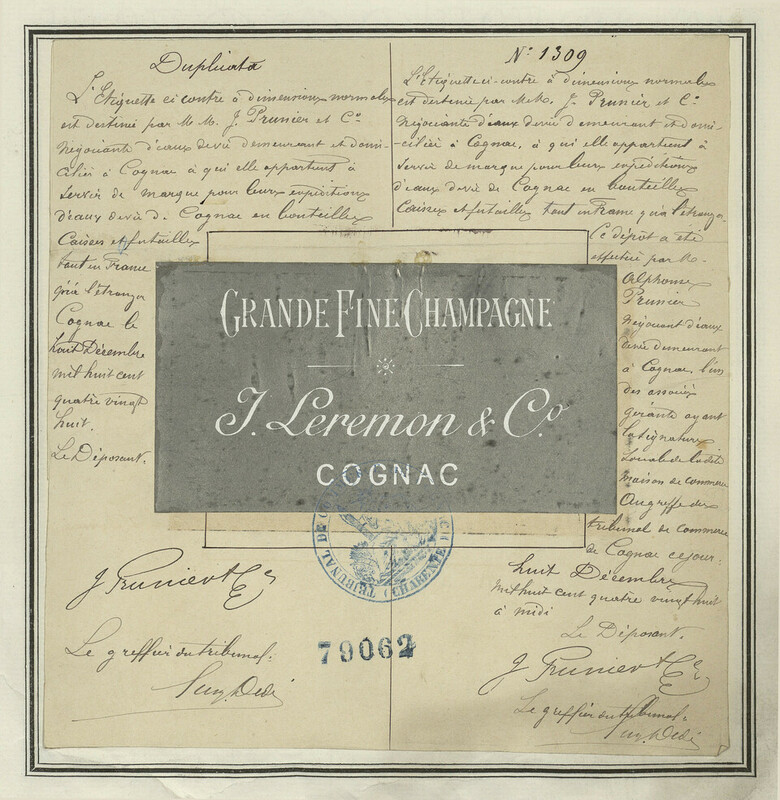 Duplicata
L'Etiquette ci contre à dimensions normales
est destinée par M.M. J. Prunier et Co
Négociants d'eaux de vie demeurant et domi-
ciliés à Cognac à qui elle appartient à
servir de marque pour leurs expéditions
d'eaux de vie de Cognac en bouteilles
Caisses et futailles
tant en France
qu'à l'étranger
Cognac le
huit Décembre
mil huit cent
quatre vingt
huit.
Le Déposant.
J Prunier & Cie
Le greffier du tribunal:
No 1309
L'Etiquette ci-contre à dimensions normales
est destinée par M.M. J. Prunier et Co
Négociants d'eaux de vie demeurant et domi-
ciliés à Cognac, à qui elle appartient à
servir de marque pour leurs expéditions
d'eaux de vie de Cognac en bouteilles
Caisses et futailles tant en France qu'à l'étranger.
Ce dépôt a été
effectué par M.
Alphonse
Prunier
Négociant d'eaux
de vie demeurant
à Cognac, l'un
des associés
gérants ayant
la signature
sociale de la dite
maison de commerce
Au greffe du
tribunal de commerce
de Cognac ce jour:
huit Décembre
mil huit cent quatre vingt huit
à midi
Le Déposant.
J Prunier & Cie
Le greffier du tribunal:
GRANDE FINE CHAMPAGNE
J. Leremon & Co.
COGNAC
TRIBUNAL DE CHARENTE
79062